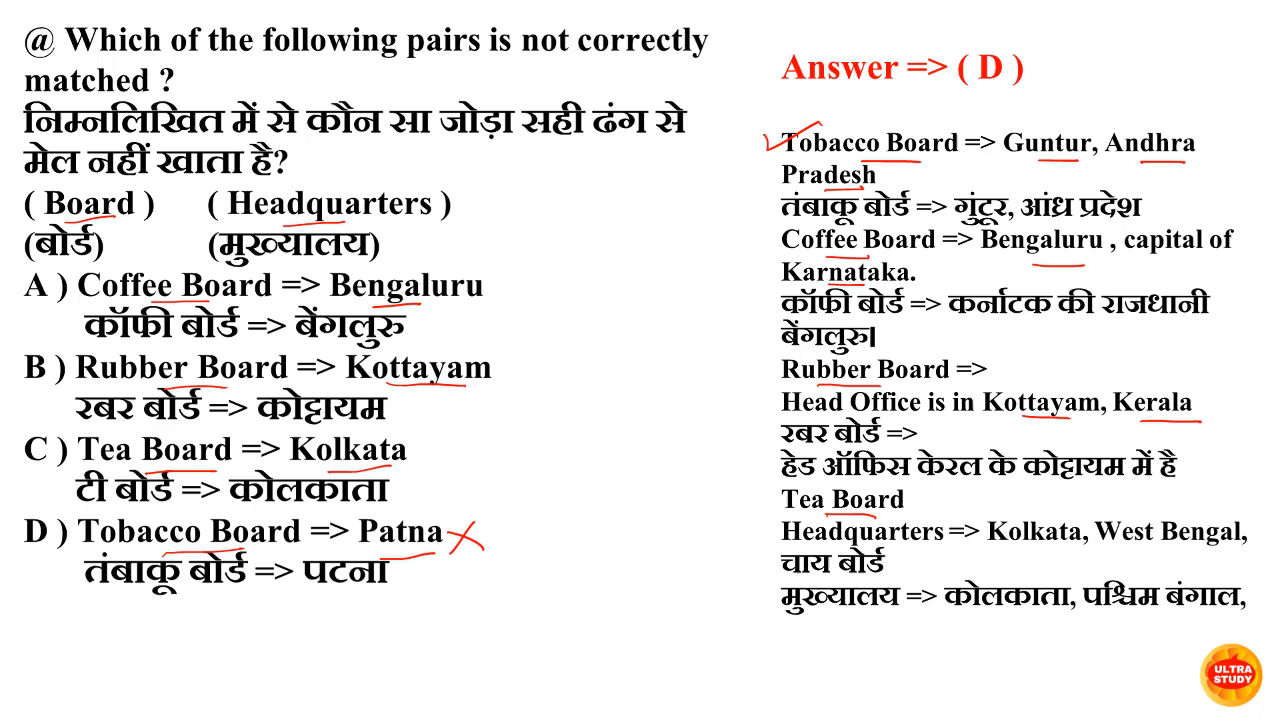 @ Which of the following pairs is not correctly
matched ?
निम्नलिखित में से कौन सा जोड़ा सही ढंग से
मेल नहीं खाता है?
( Board ) ( Headquarters )
(बोर्ड) (मुख्यालय)
A ) Coffee Board => Bengaluru
कॉफी बोर्ड => बेंगलुरु
B ) Rubber Board => Kottayam
रबर बोर्ड => कोट्टायम
C ) Tea Board => Kolkata
टी बोर्ड => कोलकाता
D ) Tobacco Board => Patna
तंबाकू बोर्ड => पटना
Answer => ( D )
Tobacco Board => Guntur, Andhra
Pradesh
तंबाकू बोर्ड => गुंटूर, आंध्र प्रदेश
Coffee Board => Bengaluru , capital of
Karnataka.
कॉफी बोर्ड => कर्नाटक की राजधानी
बेंगलुरु।
Rubber Board =>
Head Office is in Kottayam, Kerala
रबर बोर्ड =>
हेड ऑफिस केरल के कोट्टायम में है
Tea Board
Headquarters => Kolkata, West Bengal,
चाय बोर्ड
मुख्यालय => कोलकाता, पश्चिम बंगाल,
ULTRA
STUDY